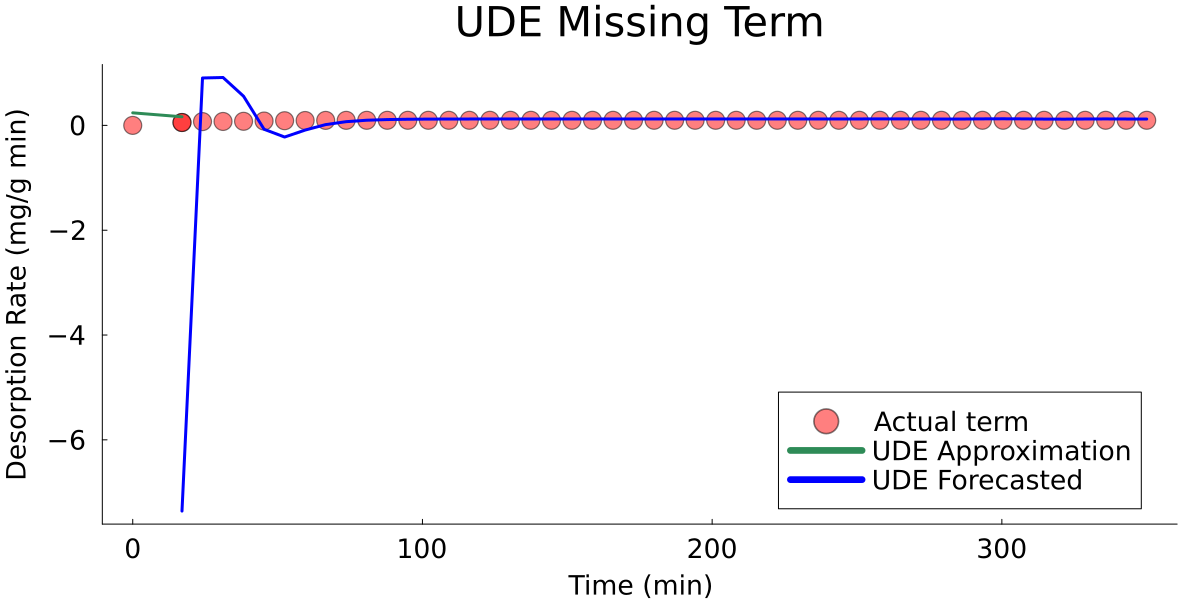 UDE Missing Term
Desorption Rate (mg/g min)
0
−2
−4
−6
Actual term
UDE Approximation
UDE Forecasted
0
100
200
300
Time (min)